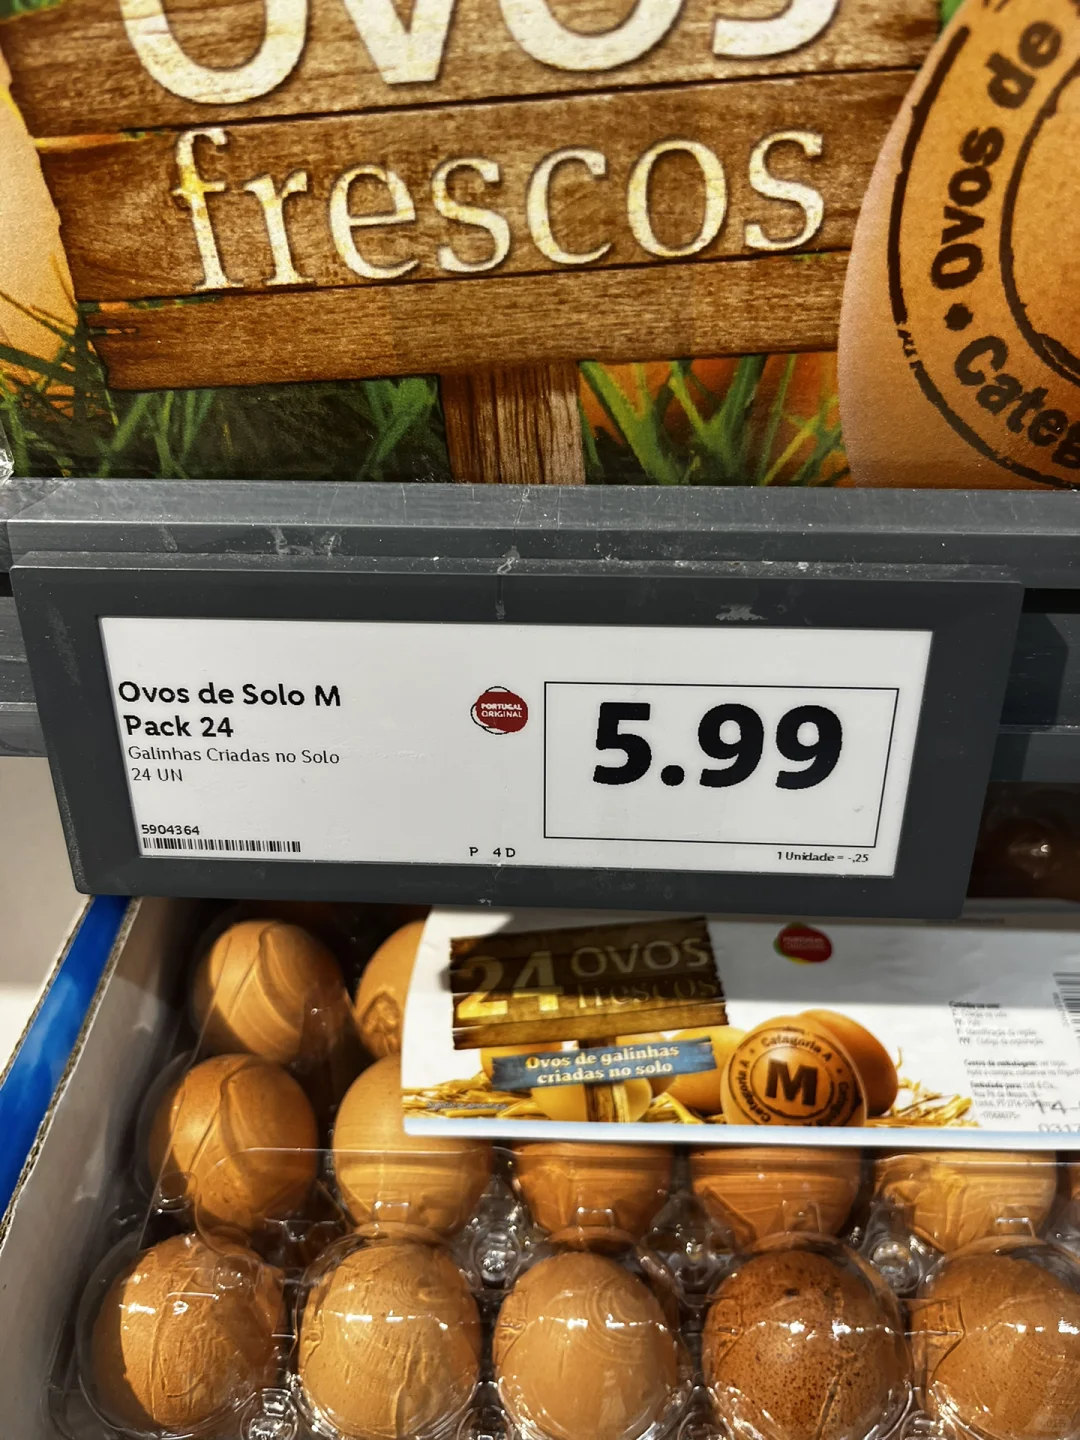 ovos
frescos
• Ovos de
Categ
Ovos de Solo M
Pack 24
Galinhas Criadas no Solo
24 UN
PORTUGAL
ORIGINAL
5.99
5904364
P 4 D
1 Unidade = -,25
24 OVOS
frescos
Ovos de galinhas
criadas no solo
Categoria A
M